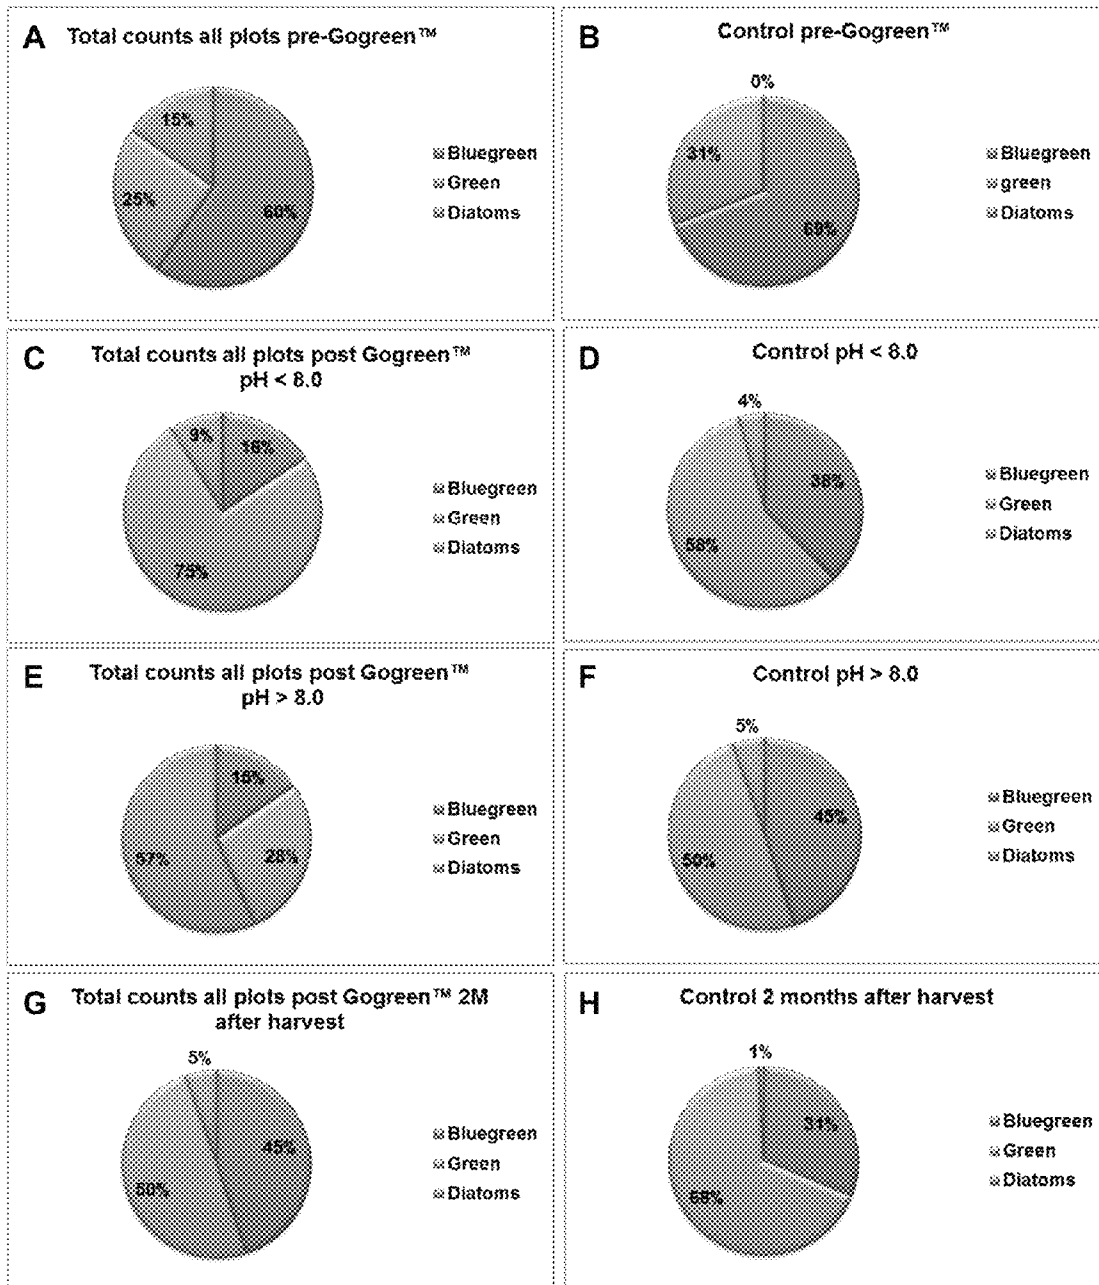 A
Total counts all plots pre-Gogreen™
15%
25%
60%
Bluegreen
Green
Diatoms
B
Control pre-Gogreen™
0%
31%
69%
Bluegreen
green
Diatoms
C
Total counts all plots post Gogreen™
pH < 8.0
9%
16%
75%
Bluegreen
Green
Diatoms
D
Control pH < 8.0
4%
38%
58%
Bluegreen
Green
Diatoms
E
Total counts all plots post Gogreen™
pH > 8.0
15%
57%
28%
Bluegreen
Green
Diatoms
F
Control pH > 8.0
5%
45%
50%
Bluegreen
Green
Diatoms
G
Total counts all plots post Gogreen™ 2M
after harvest
5%
45%
50%
Bluegreen
Green
Diatoms
H
Control 2 months after harvest
1%
31%
68%
Bluegreen
Green
Diatoms